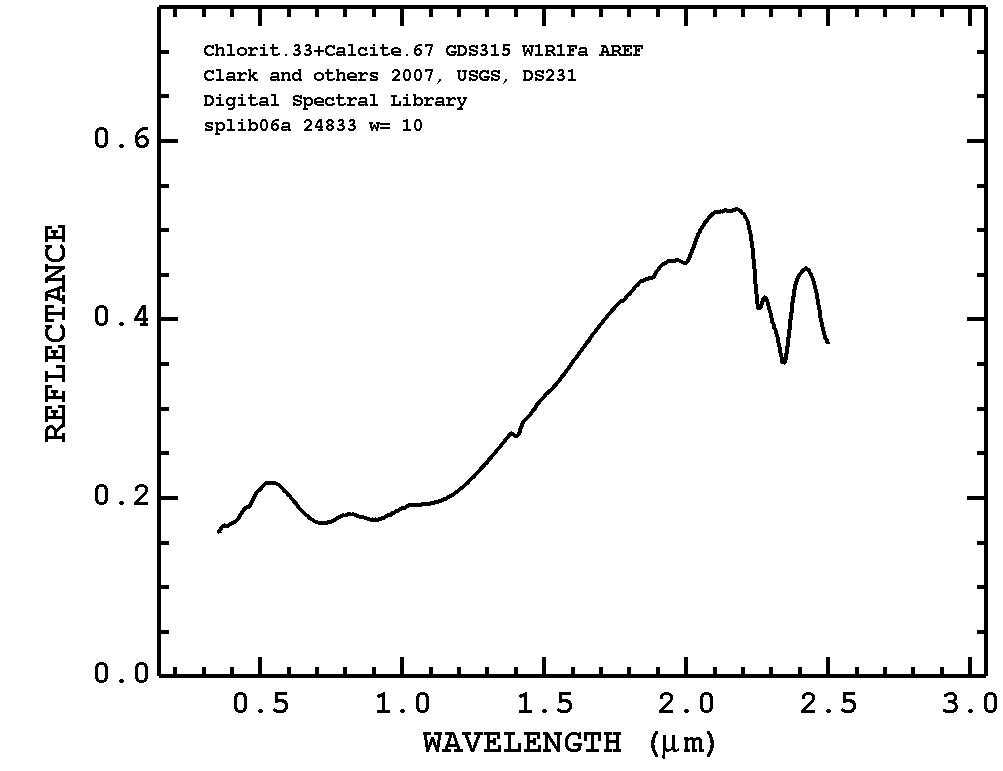 Chlorit.33+Calcite.67 GDS315 W1R1Fa AREF
Clark and others 2007, USGS, DS231
Digital Spectral Library
splib06a 24833 w= 10
REFLECTANCE
0.6
0.4
0.2
0.0
0.5 1.0 1.5 2.0 2.5 3.0
WAVELENGTH (μm)